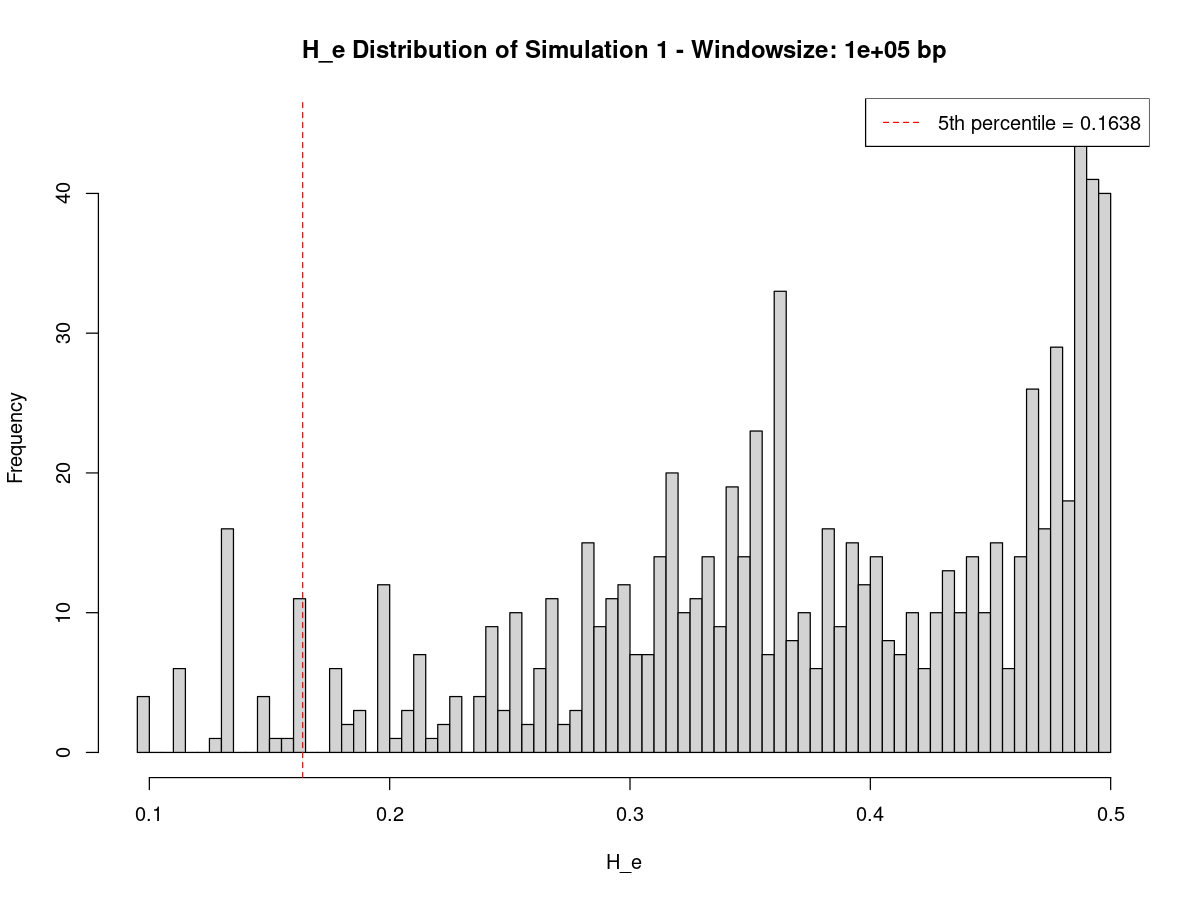 H_e Distribution of Simulation 1 - Windowsize: 1e+05 bp
5th percentile = 0.1638
Frequency
40
30
20
10
0
0.1 0.2 0.3 0.4 0.5
H_e